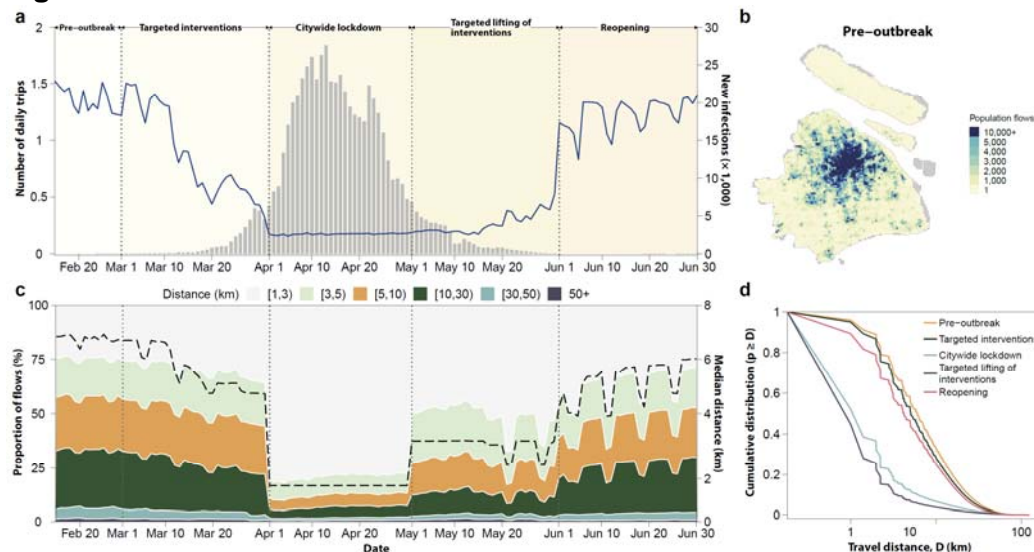 a
Pre−outbreak
Targeted interventions
Citywide lockdown
Targeted lifting of
interventions
Reopening
Number of daily trips
2
1.5
1
0.5
0
New infections (× 1,000)
30
25
20
15
10
5
0
Feb 20 Mar 1 Mar 10 Mar 20 Apr 1 Apr 10 Apr 20 May 1 May 10 May 20 Jun 1 Jun 10 Jun 20 Jun 30
b
Pre−outbreak
Population flows
10,000+
5,000
4,000
3,000
2,000
1,000
1
c
Distance (km) [1,3) [3,5) [5,10) [10,30) [30,50) 50+
Proportion of flows (%)
100
75
50
25
0
Median distance (km)
8
6
4
2
0
Feb 20 Mar 1 Mar 10 Mar 20 Apr 1 Apr 10 Apr 20 May 1 May 10 May 20 Jun 1 Jun 10 Jun 20 Jun 30
Date
d
Cumulative distribution (p ≥ D)
1
0.8
0.6
0.4
0.2
0
Pre−outbreak
Targeted intervention
Citywide lockdown
Targeted lifting of
interventions
Reopening
1 10 100
Travel distance, D (km)